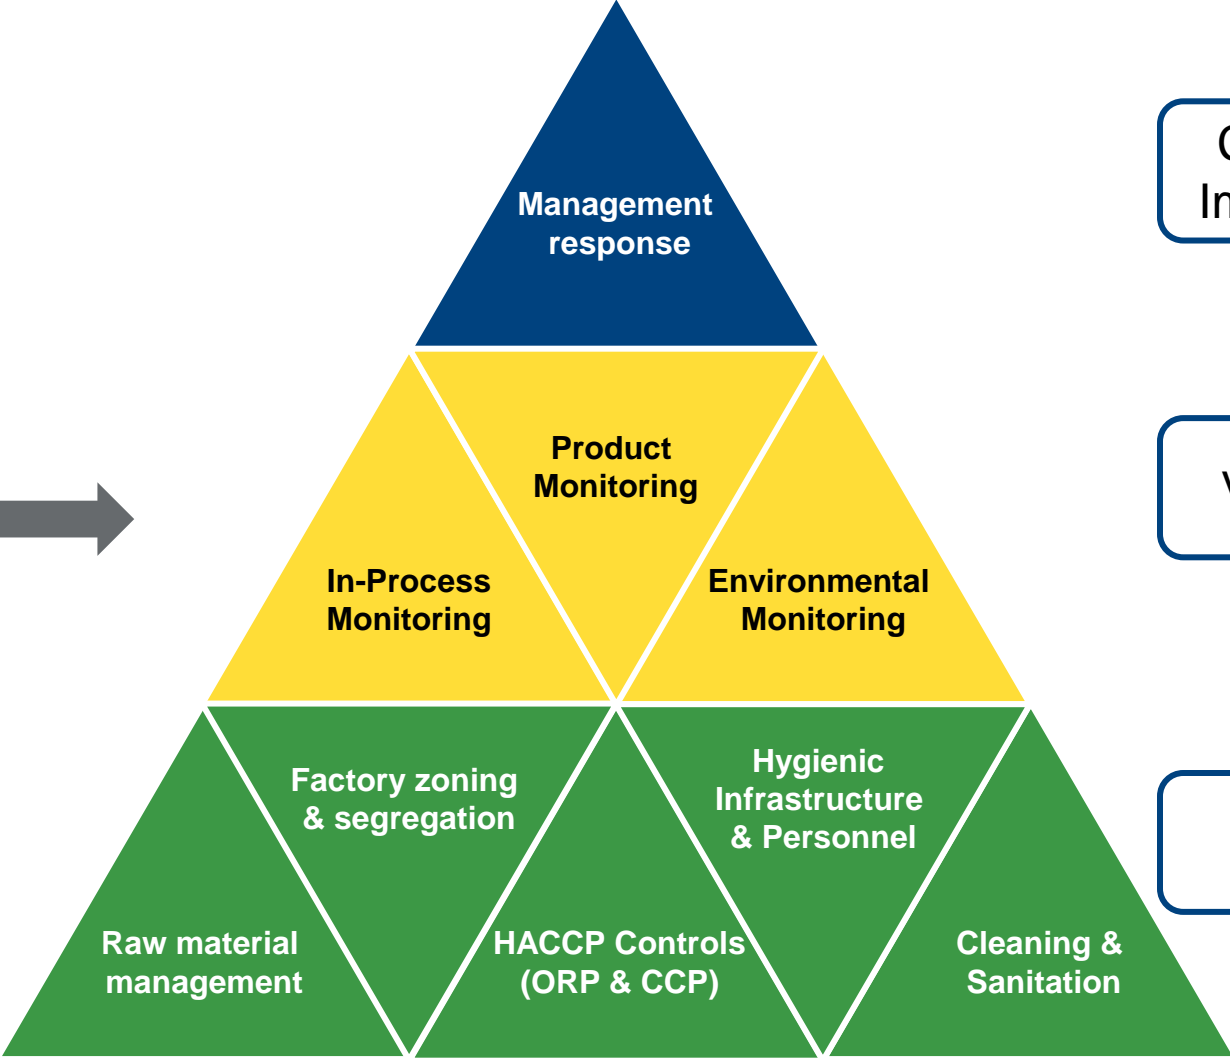 Management
response
Product
Monitoring
In-Process
Monitoring
Environmental
Monitoring
Factory zoning
& segregation
Hygienic
Infrastructure
& Personnel
Raw material
management
HACCP Controls
(ORP & CCP)
Cleaning &
Sanitation